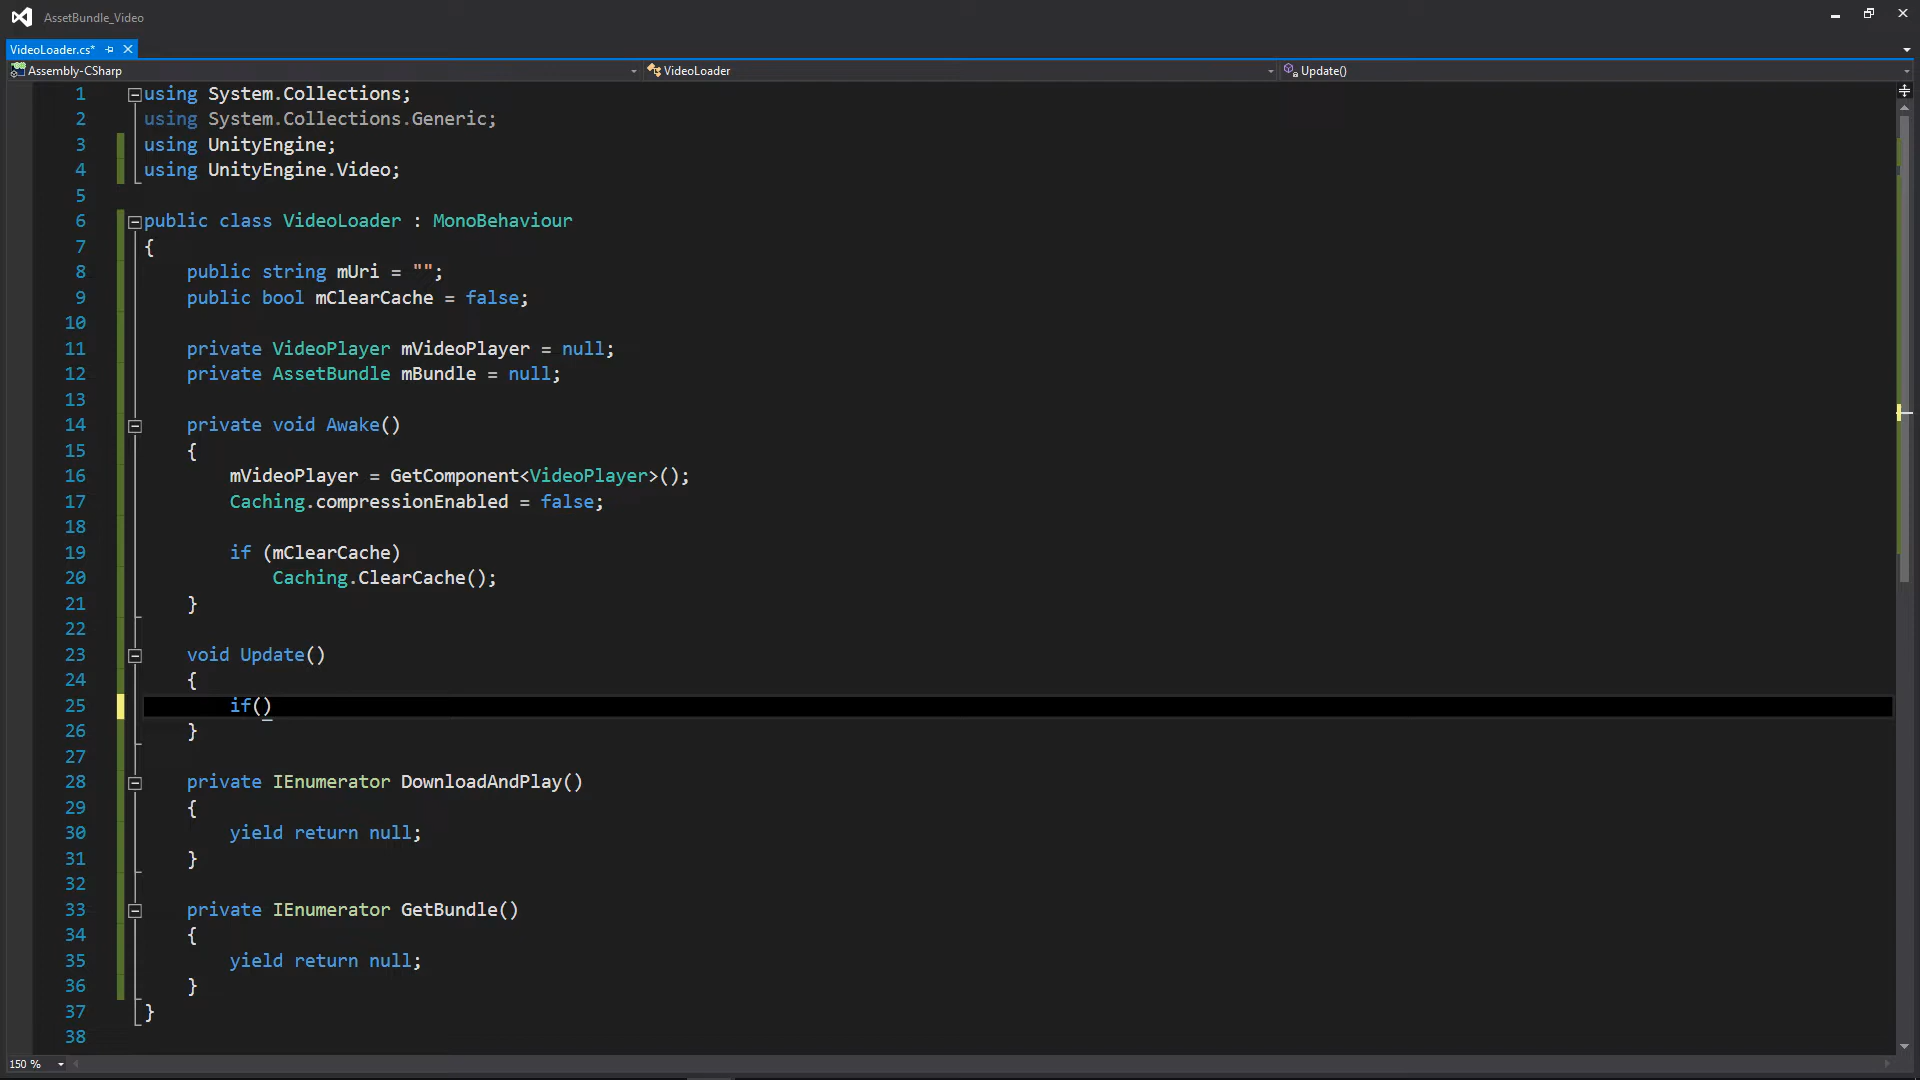 AssetBundle_Video
VideoLoader.cs*
Assembly-CSharp VideoLoader Update()
1 using System.Collections;
2 using System.Collections.Generic;
3 using UnityEngine;
4 using UnityEngine.Video;
5
6 public class VideoLoader : MonoBehaviour
7 {
8 public string mUri = "";
9 public bool mClearCache = false;
10
11 private VideoPlayer mVideoPlayer = null;
12 private AssetBundle mBundle = null;
13
14 private void Awake()
15 {
16 mVideoPlayer = GetComponent<VideoPlayer>();
17 Caching.compressionEnabled = false;
18
19 if (mClearCache)
20 Caching.ClearCache();
21 }
22
23 void Update()
24 {
25 if()
26 }
27
28 private IEnumerator DownloadAndPlay()
29 {
30 yield return null;
31 }
32
33 private IEnumerator GetBundle()
34 {
35 yield return null;
36 }
37 }
38
150 %